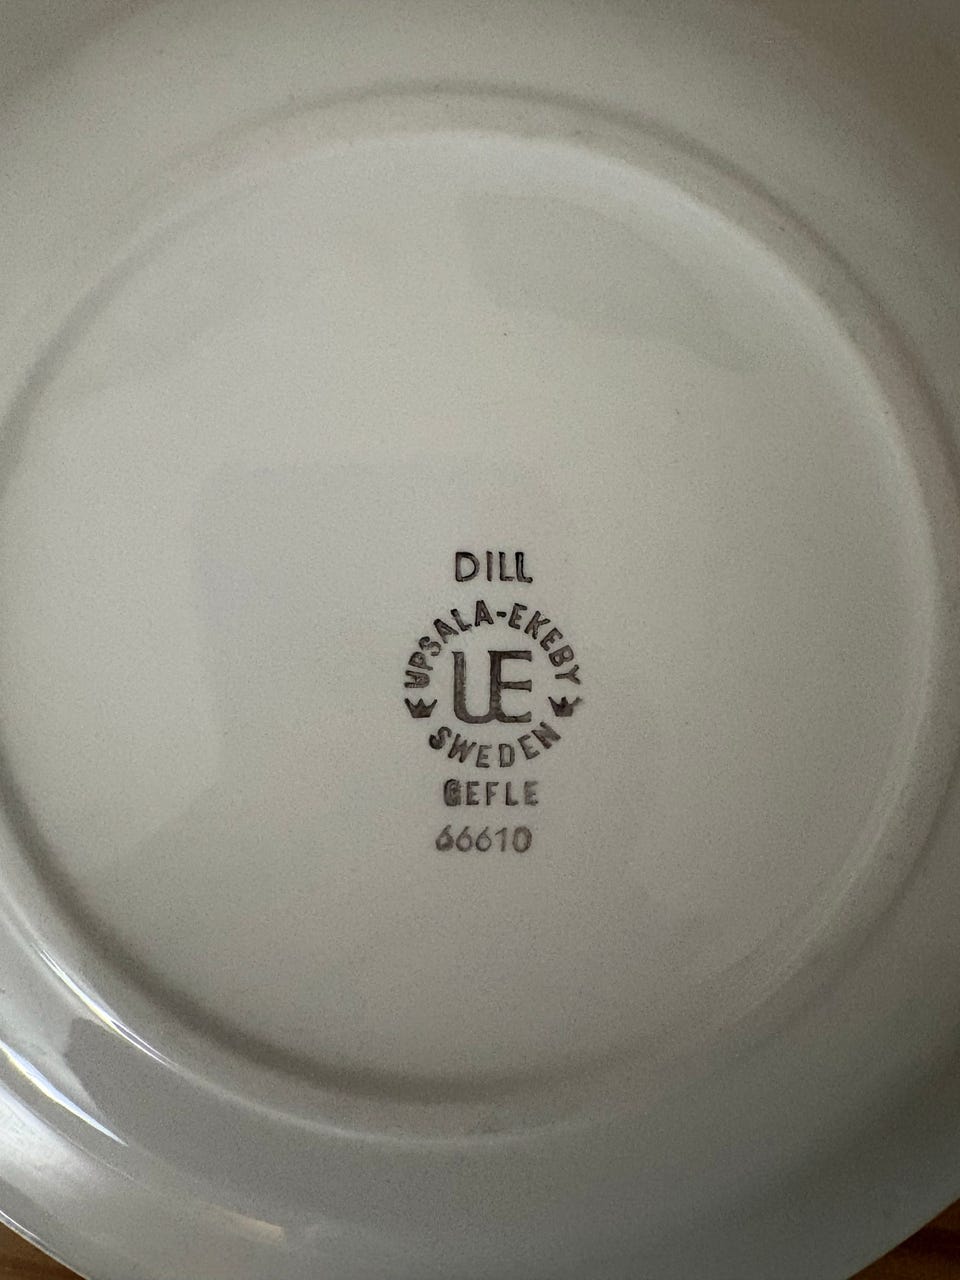 DILL
UPSALA-EKEBY
UE
SWEDEN
GEFLE
66610